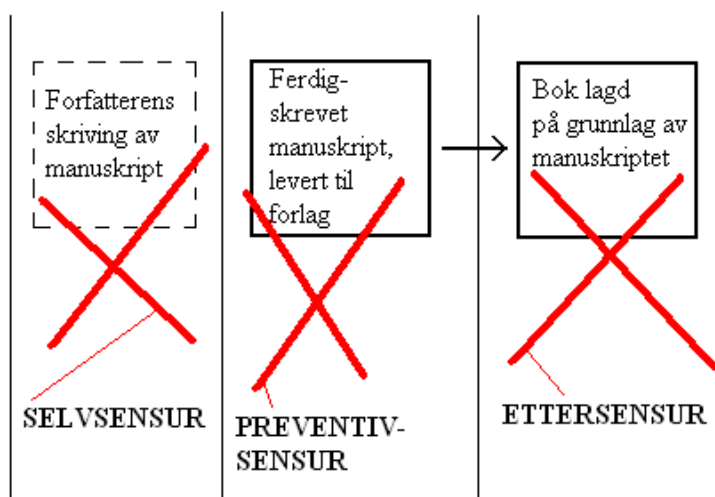 Forfatterens
skriving av
manuskript
Ferdig-
skrevet
manuskript,
levert til
forlag
Bok lagd
på grunnlag av
manuskriptet
SELVSENSUR
PREVENTIV-
SENSUR
ETTERSENSUR